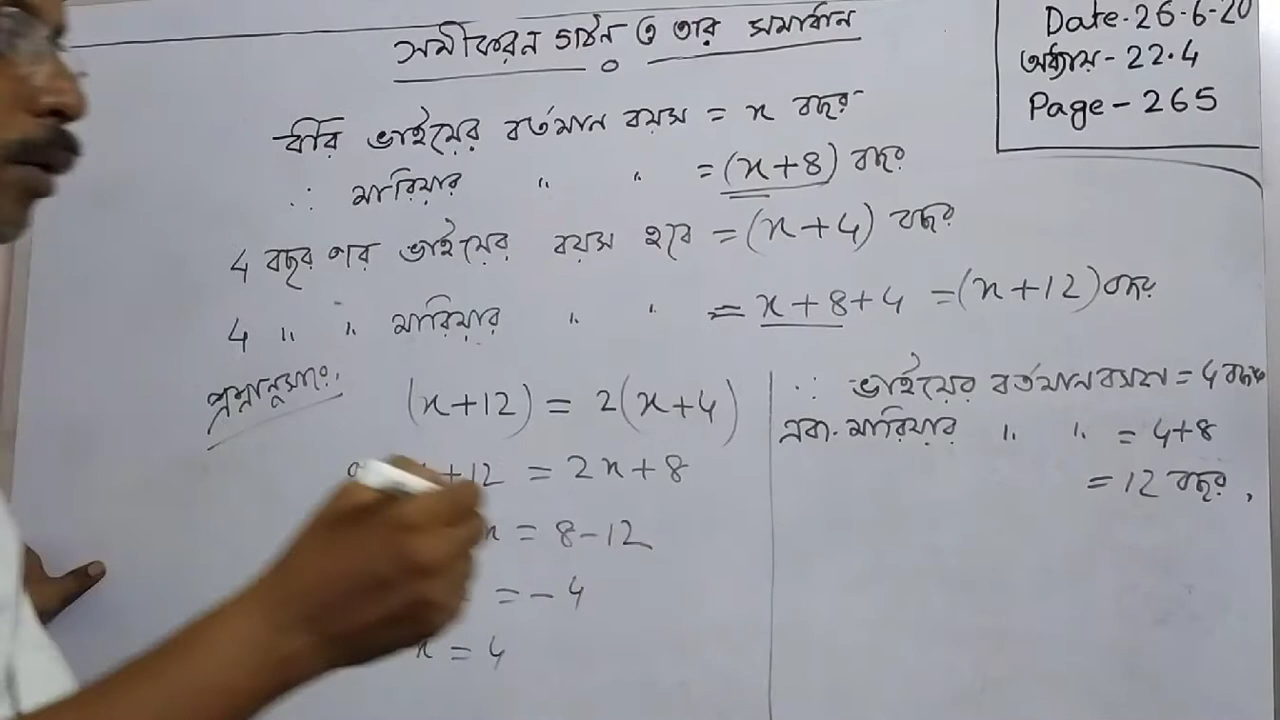 সমীকরন গঠন ও তার সমাধান
Date-26-6-20
অধ্যায়-22.4
Page-265
ধরি ভাইয়ের বর্তমান বয়স = x বছর
∴ মারিয়ার " " = (x+8) বছর
4 বছর পর ভাইয়ের বয়স হবে = (x+4) বছর
4 " " মারিয়ার " " = x+8+4 = (x+12) বছর
প্রশ্নানুসারে,
(x+12) = 2(x+4)
+12 = 2x+8
x = 8-12
= -4
x = 4
∴ ভাইয়ের বর্তমান বয়স = 4 বছর
এবং মারিয়ার " " = 4+8
= 12 বছর,